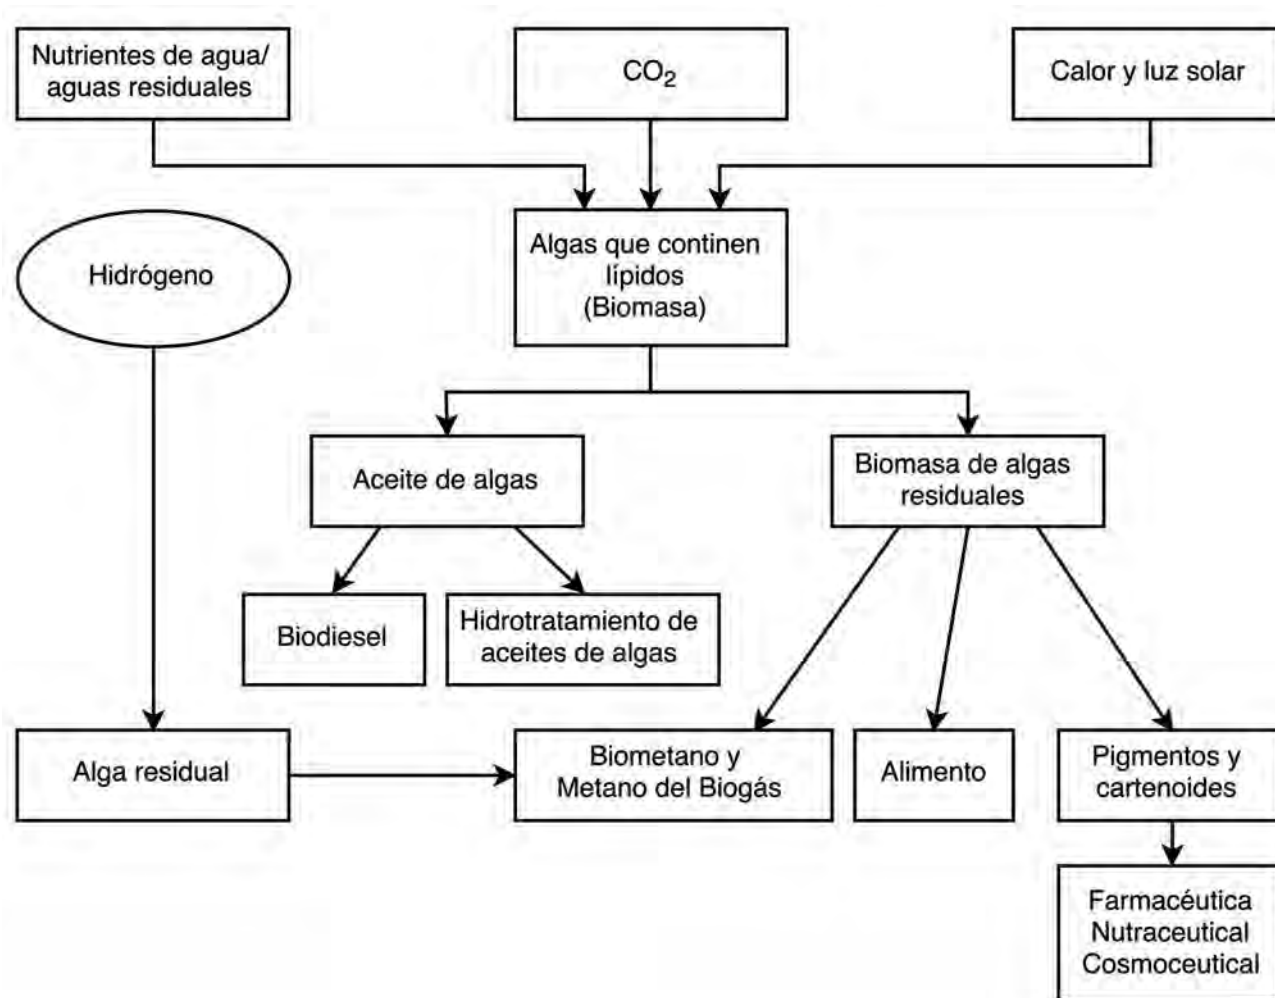 Nutrientes de agua/
aguas residuales
CO₂
Calor y luz solar
Hidrógeno
Algas que continen
lípidos
(Biomasa)
Aceite de algas
Biomasa de algas
residuales
Biodiesel
Hidrotratamiento de
aceites de algas
Alga residual
Biometano y
Metano del Biogás
Alimento
Pigmentos y
cartenoides
Farmacéutica
Nutraceutical
Cosmoceutical